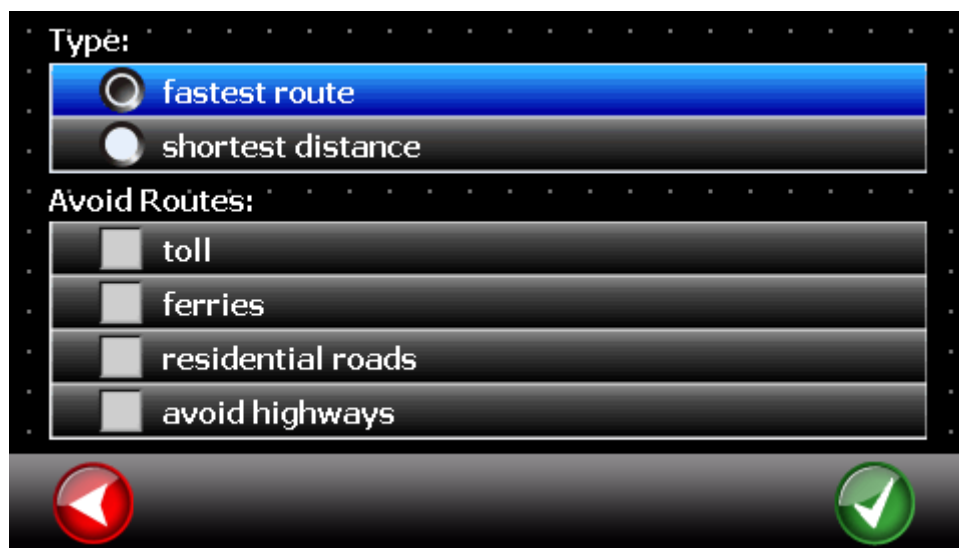 Type:
fastest route
shortest distance
Avoid Routes:
toll
ferries
residential roads
avoid highways